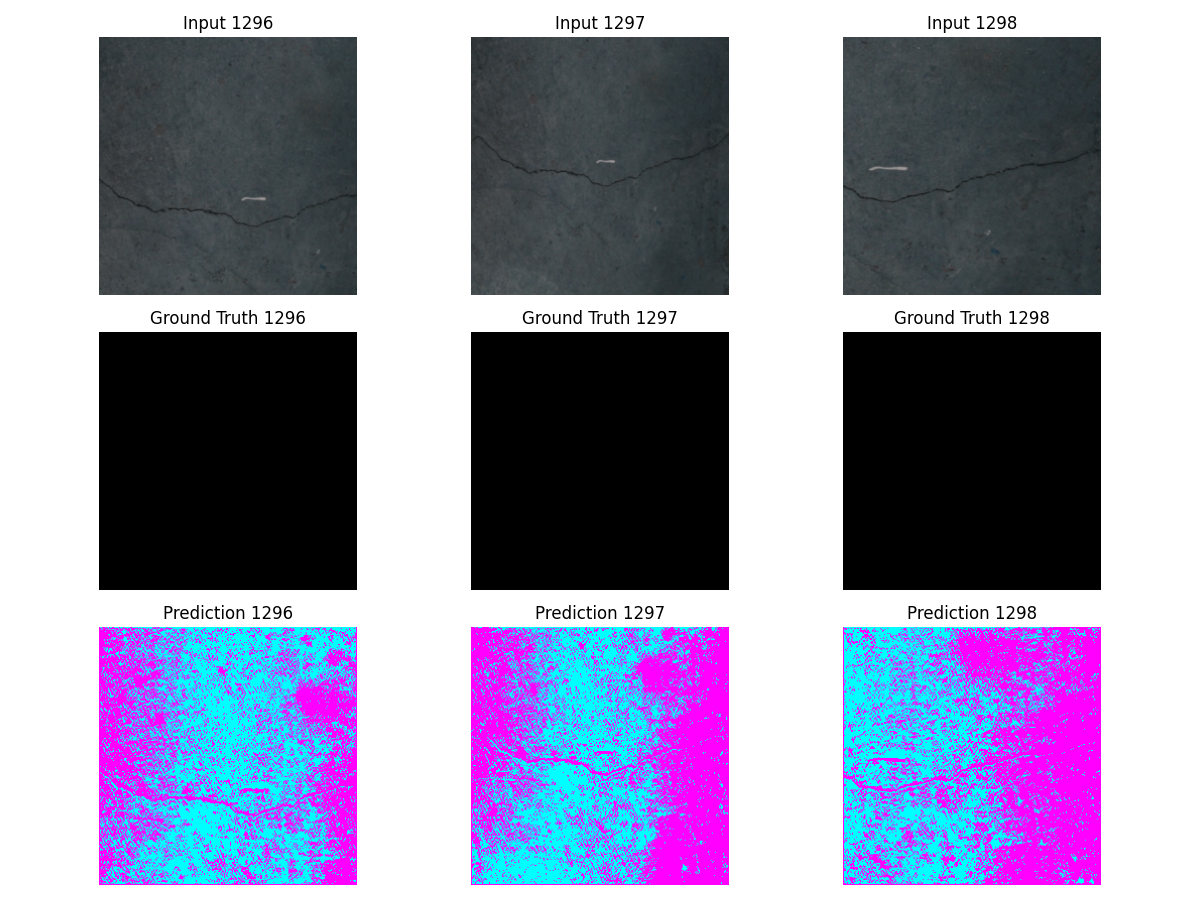 Input 1296
Input 1297
Input 1298
Ground Truth 1296
Ground Truth 1297
Ground Truth 1298
Prediction 1296
Prediction 1297
Prediction 1298